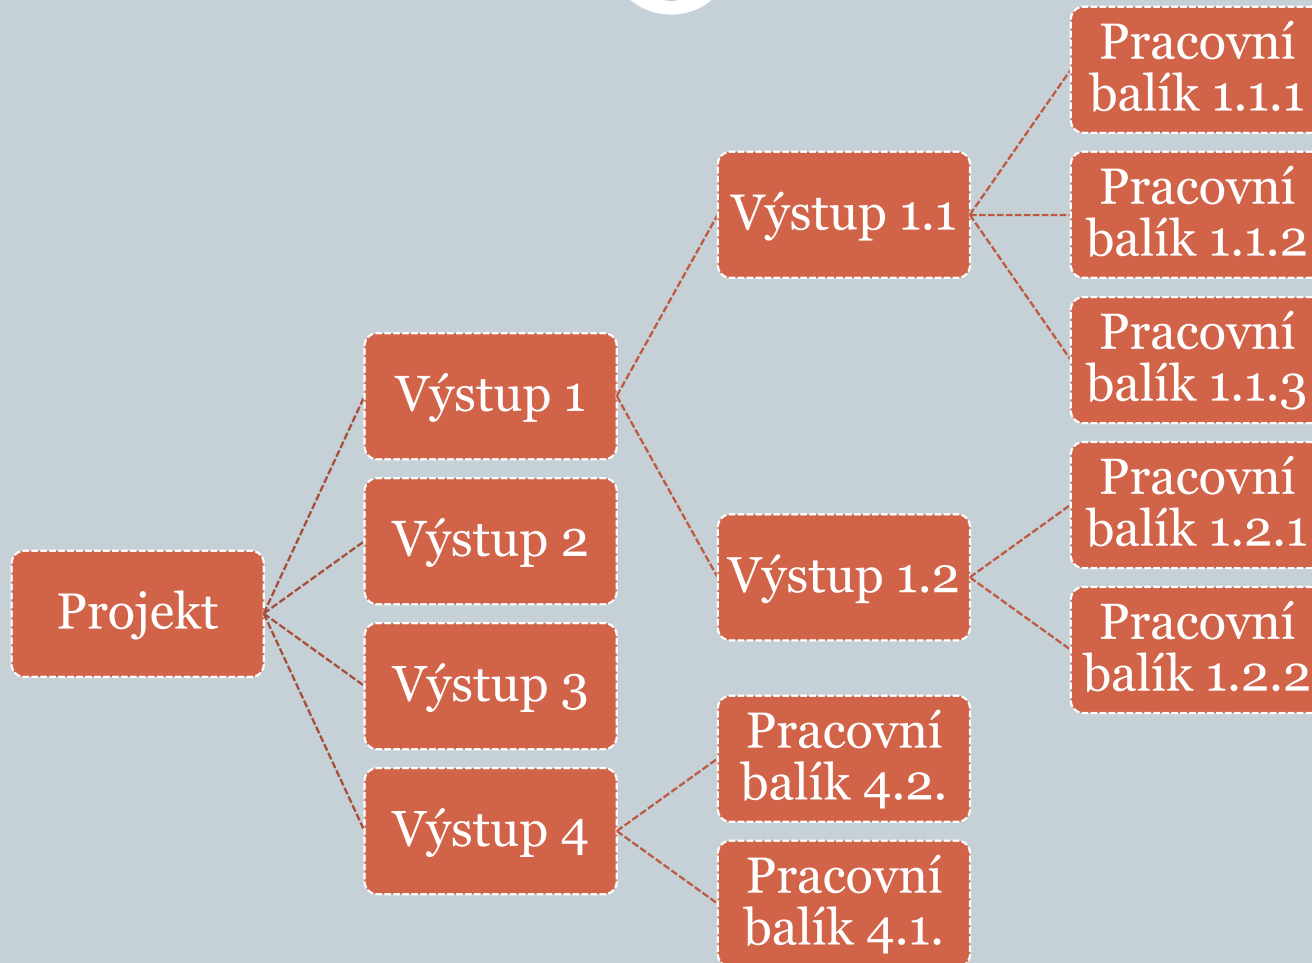 Projekt
Výstup 1
Výstup 1.1
Pracovní
balík 1.1.1
Pracovní
balík 1.1.2
Pracovní
balík 1.1.3
Výstup 1.2
Pracovní
balík 1.2.1
Pracovní
balík 1.2.2
Výstup 2
Výstup 3
Výstup 4
Pracovní
balík 4.2.
Pracovní
balík 4.1.